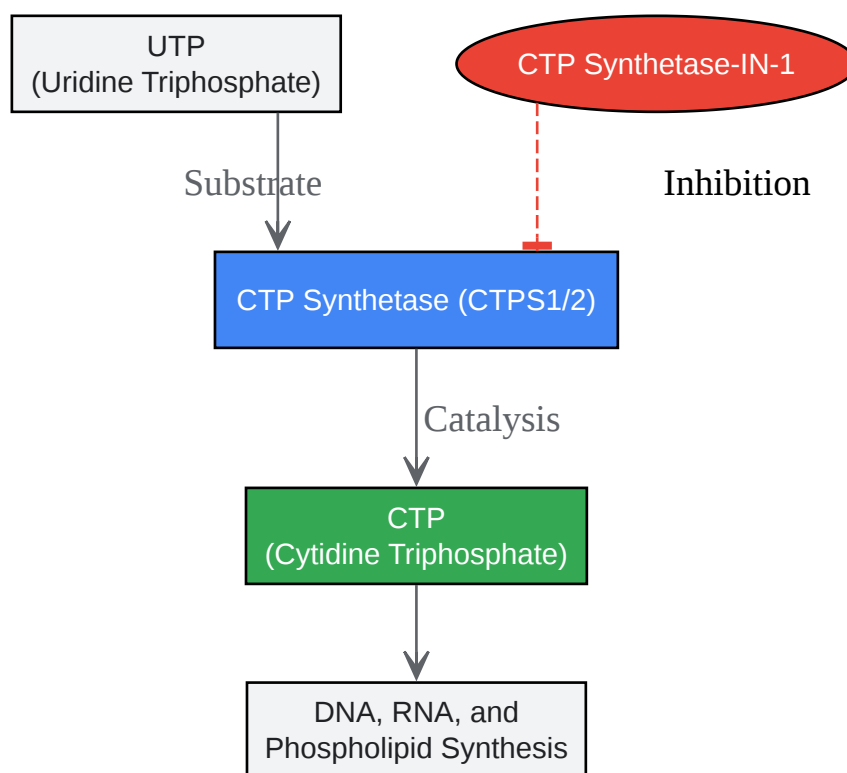 UTP
(Uridine Triphosphate)
CTP Synthetase-IN-1
Substrate
Inhibition
CTP Synthetase (CTPS1/2)
Catalysis
CTP
(Cytidine Triphosphate)
DNA, RNA, and
Phospholipid Synthesis